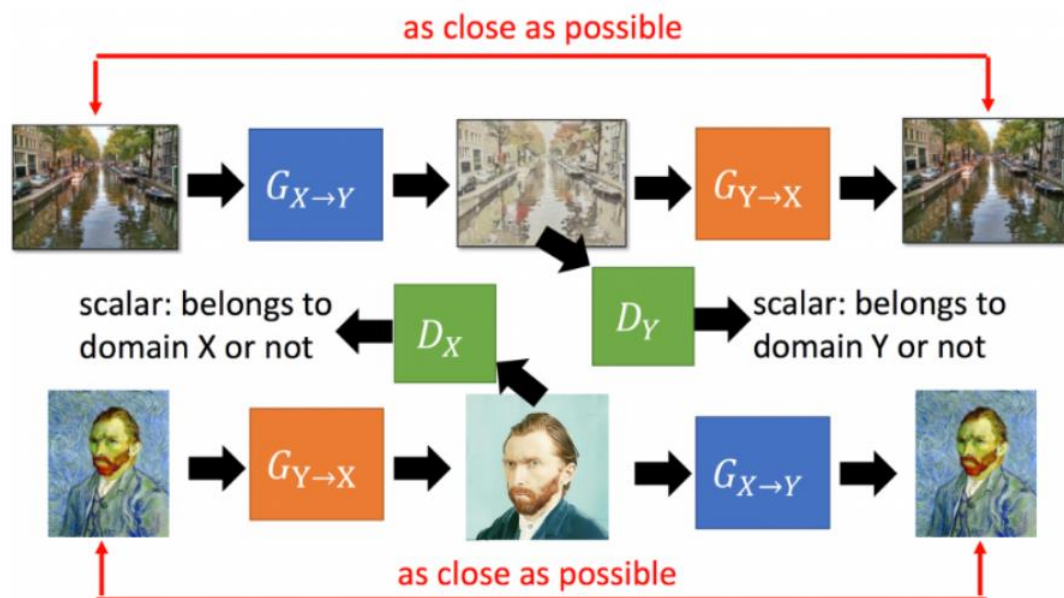 as close as possible
G_{X→Y}
G_{Y→X}
scalar: belongs to
domain X or not
D_X
D_Y
scalar: belongs to
domain Y or not
G_{Y→X}
G_{X→Y}
as close as possible